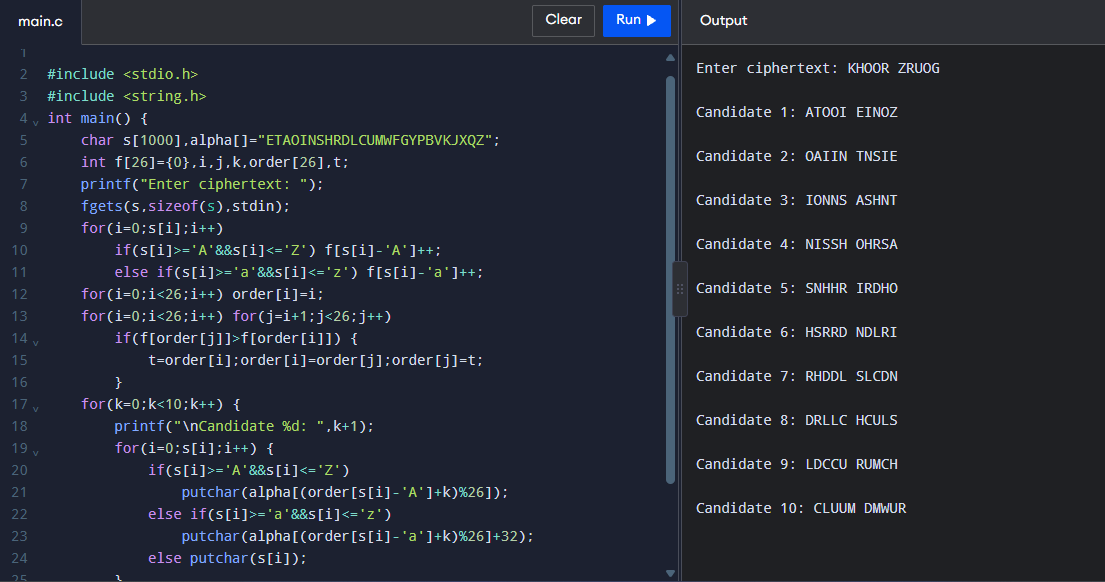 main.c
Clear
Run
Output
1
2 #include <stdio.h>
3 #include <string.h>
4 int main() {
5 char s[1000],alpha[]="ETAOINSHRDLCUMWFGYPBVKJXQZ";
6 int f[26]={0},i,j,k,order[26],t;
7 printf("Enter ciphertext: ");
8 fgets(s,sizeof(s),stdin);
9 for(i=0;s[i];i++)
10 if(s[i]>='A'&&s[i]<='Z') f[s[i]-'A']++;
11 else if(s[i]>='a'&&s[i]<='z') f[s[i]-'a']++;
12 for(i=0;i<26;i++) order[i]=i;
13 for(i=0;i<26;i++) for(j=i+1;j<26;j++)
14 if(f[order[j]]>f[order[i]]) {
15 t=order[i];order[i]=order[j];order[j]=t;
16 }
17 for(k=0;k<10;k++) {
18 printf("\nCandidate %d: ",k+1);
19 for(i=0;s[i];i++) {
20 if(s[i]>='A'&&s[i]<='Z')
21 putchar(alpha[(order[s[i]-'A']+k)%26]);
22 else if(s[i]>='a'&&s[i]<='z')
23 putchar(alpha[(order[s[i]-'a']+k)%26]+32);
24 else putchar(s[i]);
25 }
Enter ciphertext: KHOOR ZRUOG
Candidate 1: ATOOI EINOZ
Candidate 2: OAIIN TNSIE
Candidate 3: IONNS ASHNT
Candidate 4: NISSH OHRSA
Candidate 5: SNHHR IRDHO
Candidate 6: HSRRD NDLRI
Candidate 7: RHDDL SLCDN
Candidate 8: DRLLC HCULS
Candidate 9: LDCCU RUMCH
Candidate 10: CLUUM DMWUR